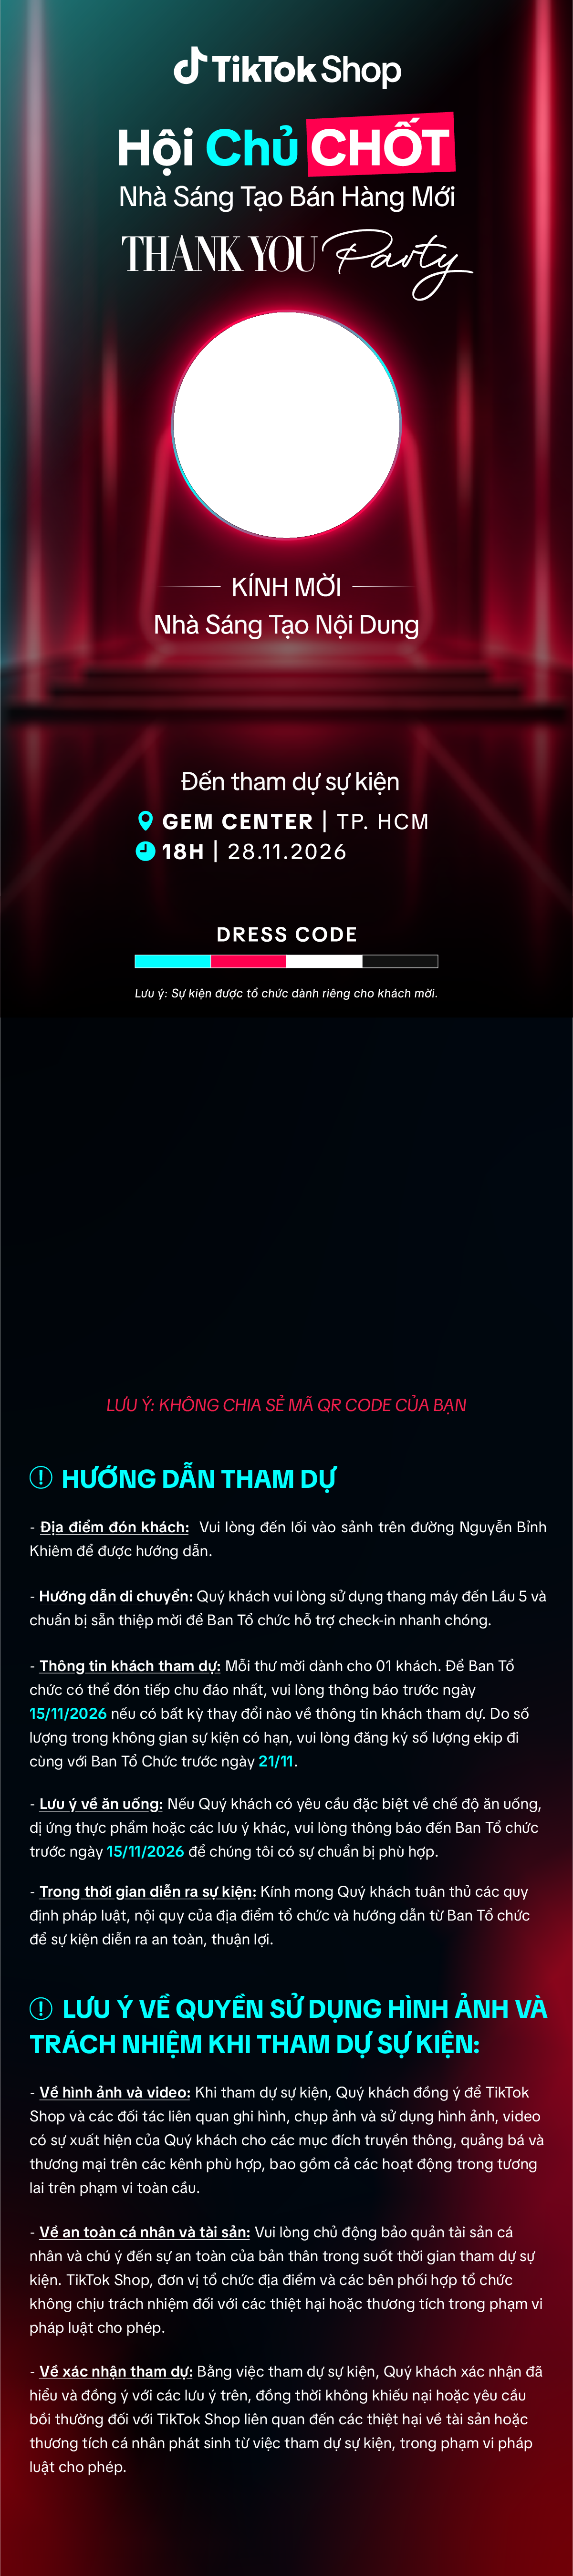 TikTok Shop
Hội Chủ CHỐT
Nhà Sáng Tạo Bán Hàng Mới
THANK YOU Party
KÍNH MỜI
Nhà Sáng Tạo Nội Dung
Đến tham dự sự kiện
GEM CENTER | TP. HCM
18H | 28.11.2026
DRESS CODE
Lưu ý: Sự kiện được tổ chức dành riêng cho khách mời.
LƯU Ý: KHÔNG CHIA SẺ MÃ QR CODE CỦA BẠN
HƯỚNG DẪN THAM DỰ
- Địa điểm đón khách: Vui lòng đến lối vào sảnh trên đường Nguyễn Bỉnh
Khiêm để được hướng dẫn.
- Hướng dẫn di chuyển: Quý khách vui lòng sử dụng thang máy đến Lầu 5 và
chuẩn bị sẵn thiệp mời để Ban Tổ chức hỗ trợ check-in nhanh chóng.
- Thông tin khách tham dự: Mỗi thư mời dành cho 01 khách. Để Ban Tổ
chức có thể đón tiếp chu đáo nhất, vui lòng thông báo trước ngày
15/11/2026 nếu có bất kỳ thay đổi nào về thông tin khách tham dự. Do số
lượng trong không gian sự kiện có hạn, vui lòng đăng ký số lượng ekip đi
cùng với Ban Tổ Chức trước ngày 21/11.
- Lưu ý về ăn uống: Nếu Quý khách có yêu cầu đặc biệt về chế độ ăn uống,
dị ứng thực phẩm hoặc các lưu ý khác, vui lòng thông báo đến Ban Tổ chức
trước ngày 15/11/2026 để chúng tôi có sự chuẩn bị phù hợp.
- Trong thời gian diễn ra sự kiện: Kính mong Quý khách tuân thủ các quy
định pháp luật, nội quy của địa điểm tổ chức và hướng dẫn từ Ban Tổ chức
để sự kiện diễn ra an toàn, thuận lợi.
LƯU Ý VỀ QUYỀN SỬ DỤNG HÌNH ẢNH VÀ
TRÁCH NHIỆM KHI THAM DỰ SỰ KIỆN:
- Về hình ảnh và video: Khi tham dự sự kiện, Quý khách đồng ý để TikTok
Shop và các đối tác liên quan ghi hình, chụp ảnh và sử dụng hình ảnh, video
có sự xuất hiện của Quý khách cho các mục đích truyền thông, quảng bá và
thương mại trên các kênh phù hợp, bao gồm cả các hoạt động trong tương
lai trên phạm vi toàn cầu.
- Về an toàn cá nhân và tài sản: Vui lòng chủ động bảo quản tài sản cá
nhân và chú ý đến sự an toàn của bản thân trong suốt thời gian tham dự sự
kiện. TikTok Shop, đơn vị tổ chức địa điểm và các bên phối hợp tổ chức
không chịu trách nhiệm đối với các thiệt hại hoặc thương tích trong phạm vi
pháp luật cho phép.
- Về xác nhận tham dự: Bằng việc tham dự sự kiện, Quý khách xác nhận đã
hiểu và đồng ý với các lưu ý trên, đồng thời không khiếu nại hoặc yêu cầu
bồi thường đối với TikTok Shop liên quan đến các thiệt hại về tài sản hoặc
thương tích cá nhân phát sinh từ việc tham dự sự kiện, trong phạm vi pháp
luật cho phép.